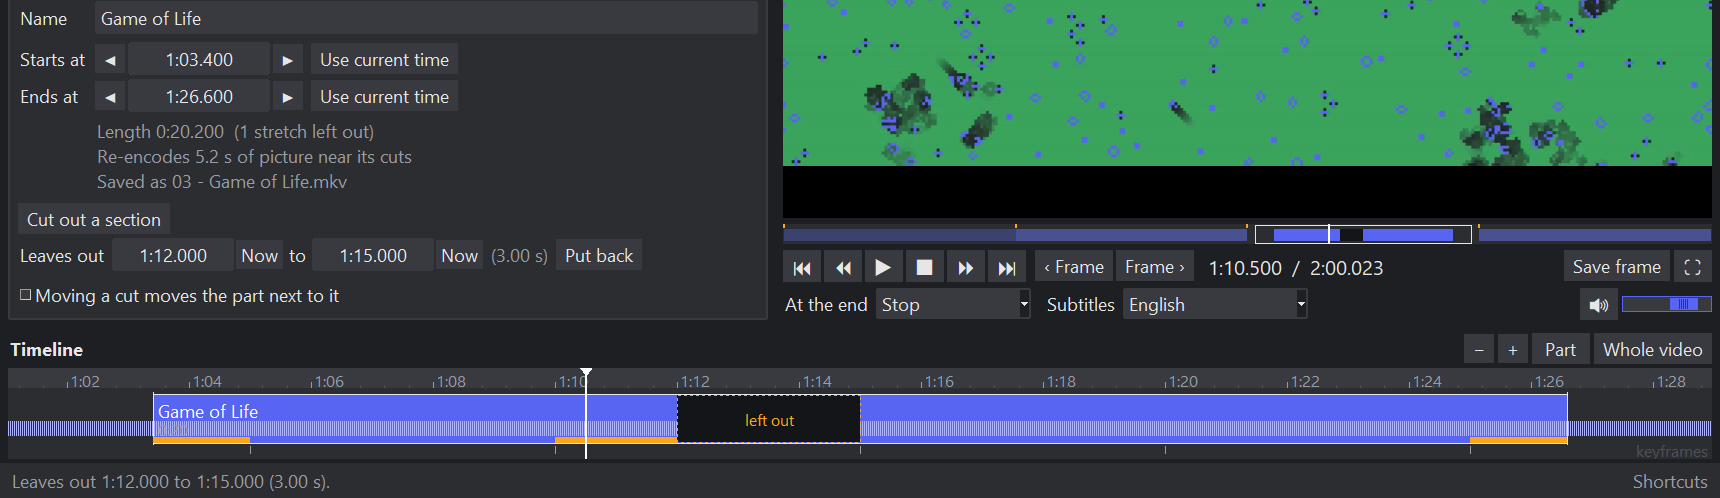 Name Game of Life
Starts at ◄ 1:03.400 ► Use current time
Ends at ◄ 1:26.600 ► Use current time
Length 0:20.200 (1 stretch left out)
Re-encodes 5.2 s of picture near its cuts
Saved as 03 - Game of Life.mkv
Cut out a section
Leaves out 1:12.000 Now to 1:15.000 Now (3.00 s) Put back
Moving a cut moves the part next to it
‹ Frame Frame › 1:10.500 / 2:00.023 Save frame
At the end Stop Subtitles English
Timeline − + Part Whole video
1:02 1:04 1:06 1:08 1:10 1:12 1:14 1:16 1:18 1:20 1:22 1:24 1:26 1:28
Game of Life
left out
keyframes
Leaves out 1:12.000 to 1:15.000 (3.00 s). Shortcuts